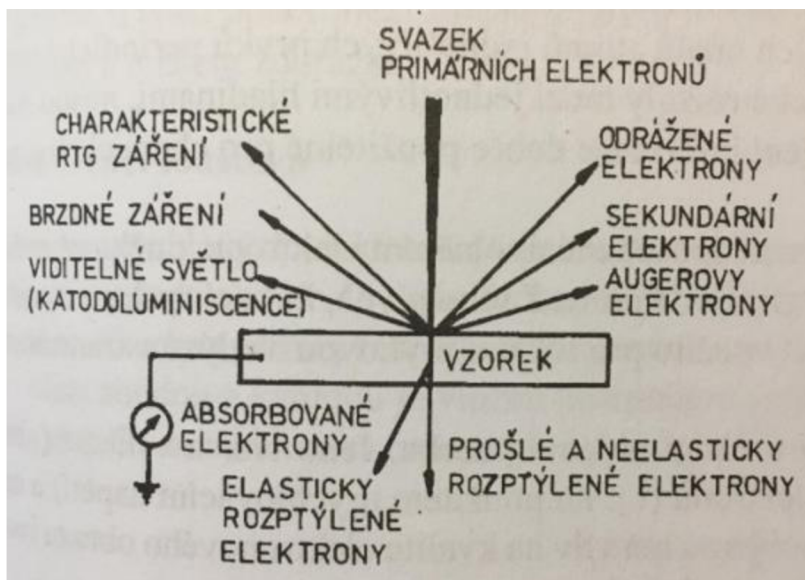 SVAZEK
PRIMÁRNÍCH ELEKTRONŮ
CHARAKTERISTICKÉ
RTG ZÁŘENÍ
BRZDNÉ ZÁŘENÍ
VIDITELNÉ SVĚTLO
(KATODOLUMINISCENCE)
ODRÁŽENÉ
ELEKTRONY
SEKUNDÁRNÍ
ELEKTRONY
AUGEROVY
ELEKTRONY
VZOREK
ABSORBOVANÉ
ELEKTRONY
ELASTICKY
ROZPTÝLENÉ
ELEKTRONY
PROŠLÉ A NEELASTICKY
ROZPTÝLENÉ ELEKTRONY